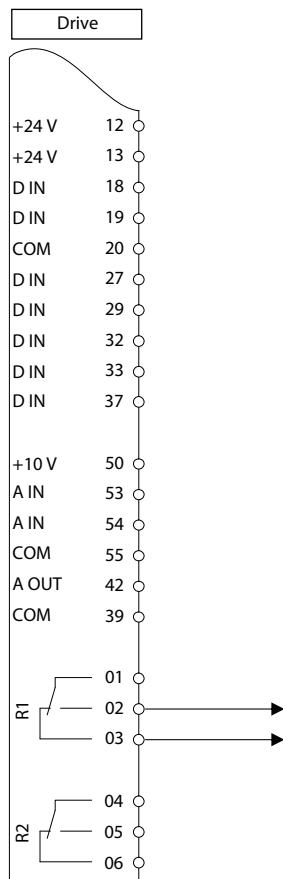 Drive
+24 V 12
+24 V 13
D IN 18
D IN 19
COM 20
D IN 27
D IN 29
D IN 32
D IN 33
D IN 37
+10 V 50
A IN 53
A IN 54
COM 55
A OUT 42
COM 39
R1
01
02
03
R2
04
05
06